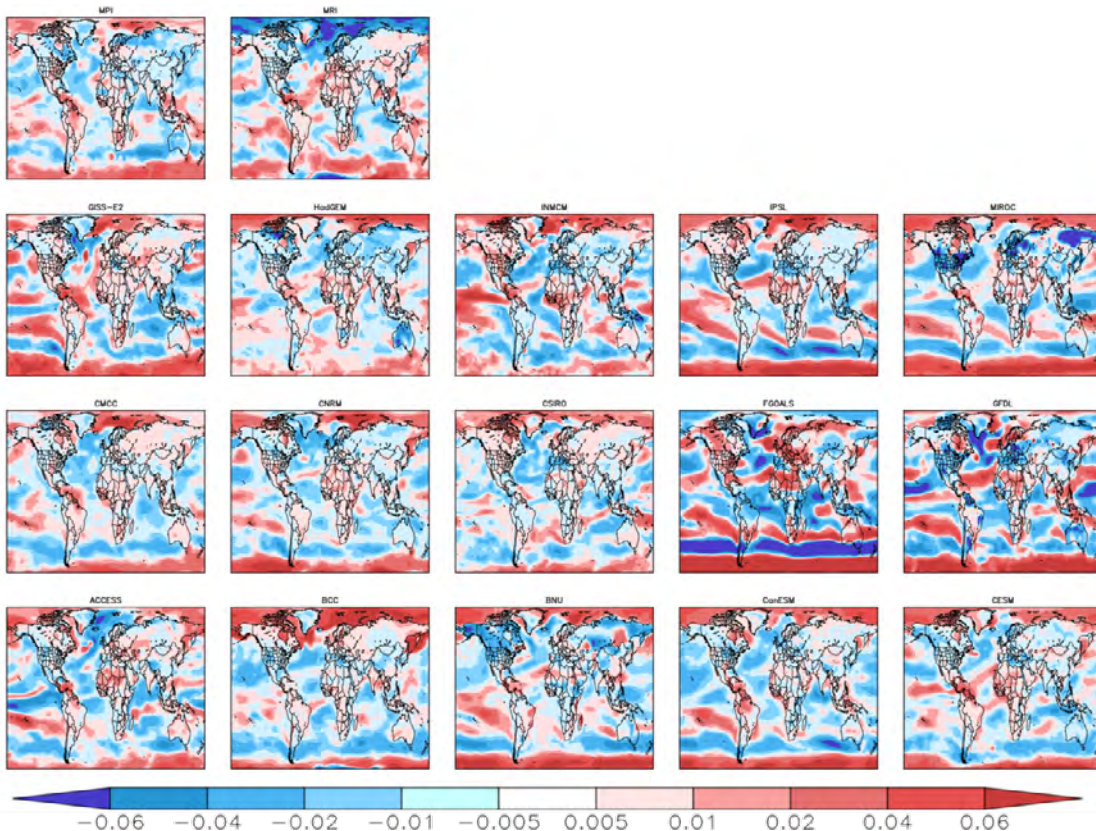 MPI MRI
GISS-E2 HadGEM INMCM IPSL MIROC
CMCC CNRM CSIRO FGOALS GFDL
ACCESS BCC BNU CanESM CESM
-0.06 -0.04 -0.02 -0.01 -0.005 0.005 0.01 0.02 0.04 0.06